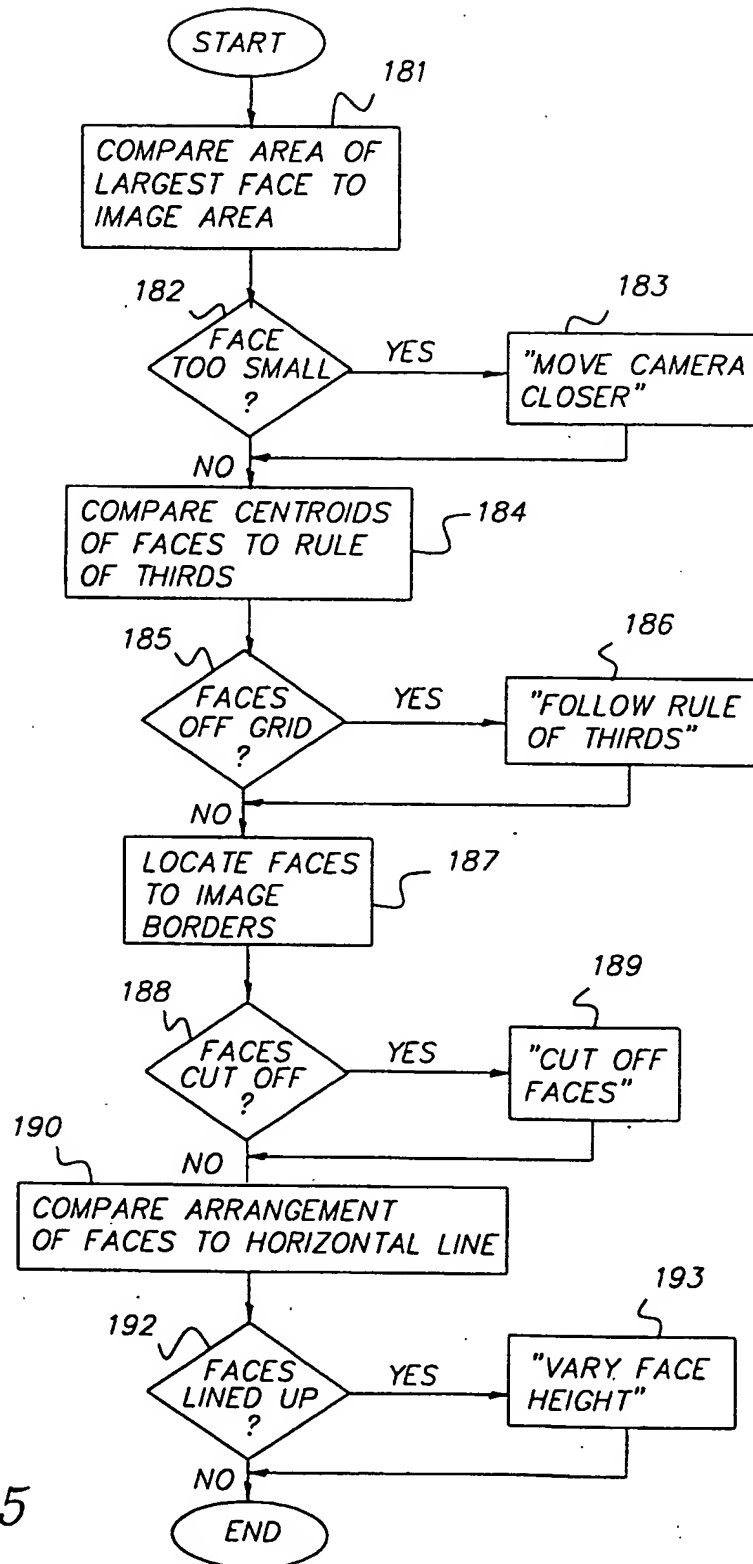 START
181
COMPARE AREA OF
LARGEST FACE TO
IMAGE AREA
182
FACE
TOO SMALL
?
YES
183
"MOVE CAMERA
CLOSER"
NO
COMPARE CENTROIDS
OF FACES TO RULE
OF THIRDS
184
185
FACES
OFF GRID
?
YES
186
"FOLLOW RULE
OF THIRDS"
NO
LOCATE FACES
TO IMAGE
BORDERS
187
188
FACES
CUT OFF
?
YES
189
"CUT OFF
FACES"
NO
190
COMPARE ARRANGEMENT
OF FACES TO HORIZONTAL LINE
192
FACES
LINED UP
?
YES
193
"VARY FACE
HEIGHT"
NO
END
5